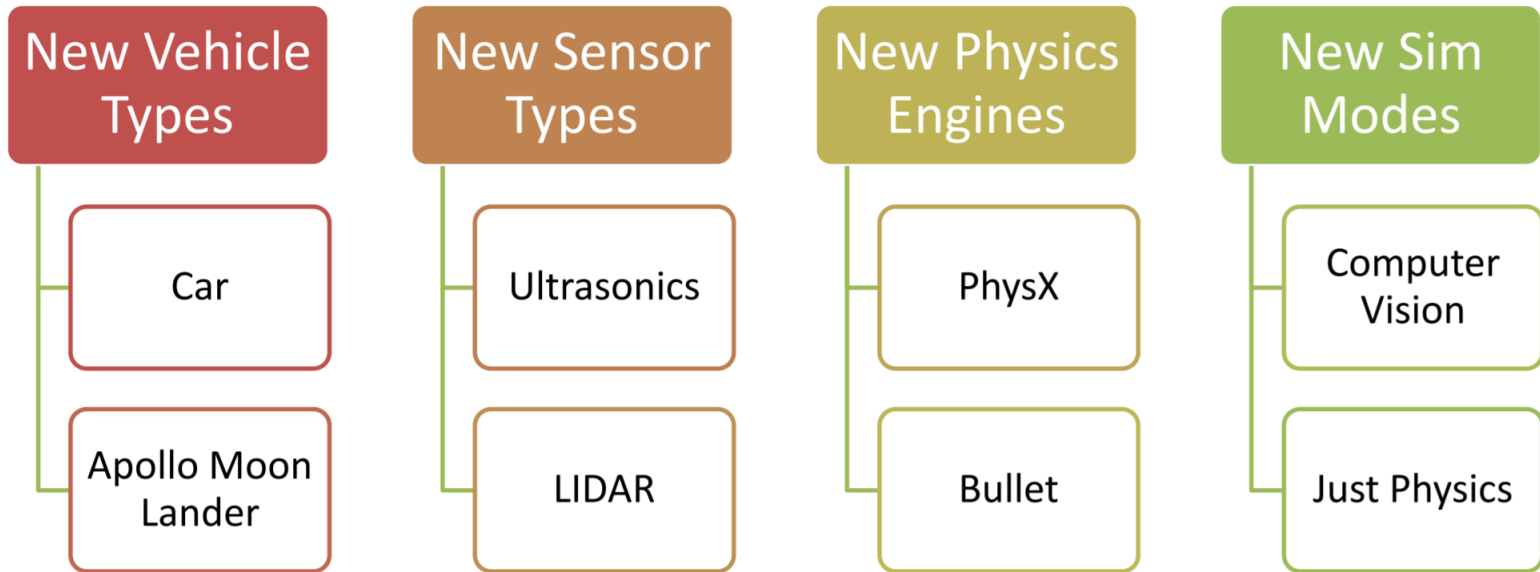 New Vehicle
Types
Car
Apollo Moon
Lander
New Sensor
Types
Ultrasonics
LIDAR
New Physics
Engines
PhysX
Bullet
New Sim
Modes
Computer
Vision
Just Physics